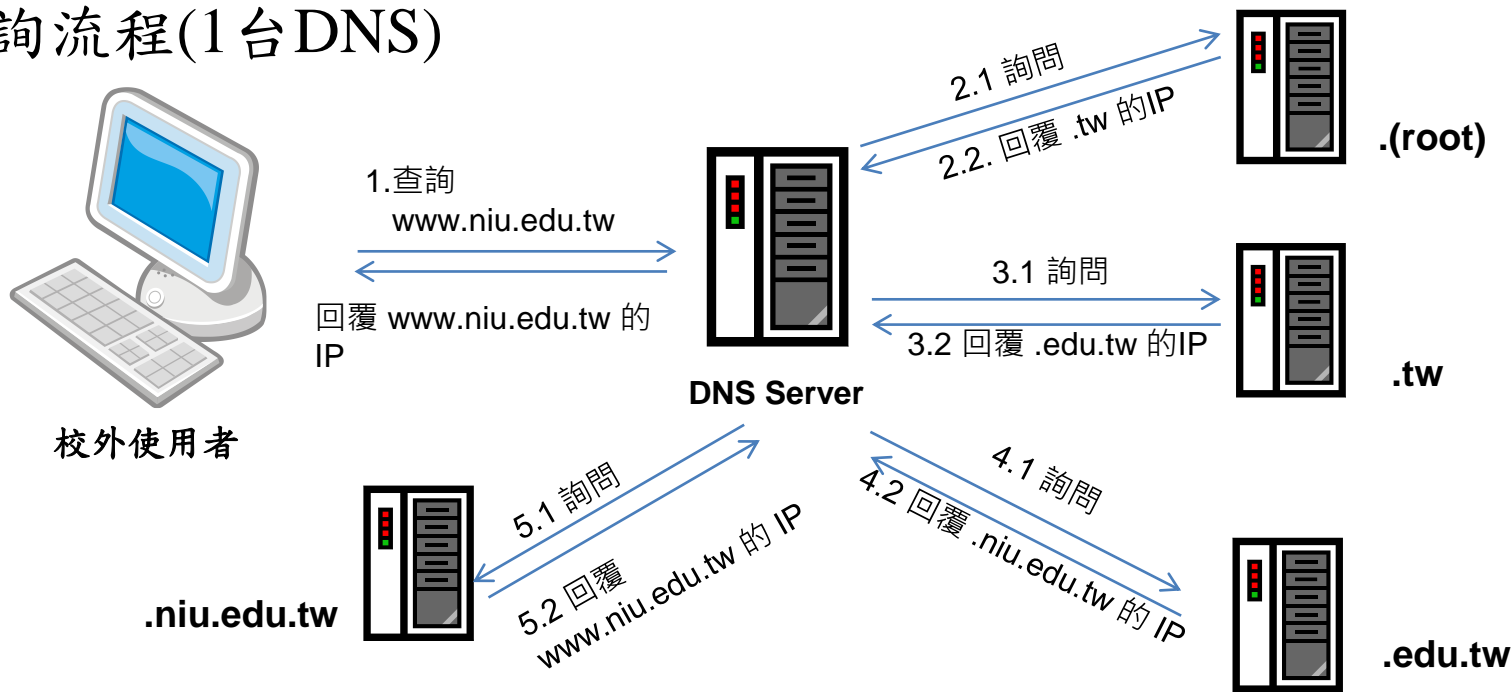 詢流程(1台DNS)
2.1 詢問
2.2. 回覆 .tw 的IP
.(root)
1.查詢
www.niu.edu.tw
回覆 www.niu.edu.tw 的
IP
3.1 詢問
3.2 回覆 .edu.tw 的IP
.tw
DNS Server
校外使用者
4.1 詢問
4.2 回覆 .niu.edu.tw 的 IP
5.1 詢問
5.2 回覆
www.niu.edu.tw 的 IP
.niu.edu.tw
.edu.tw